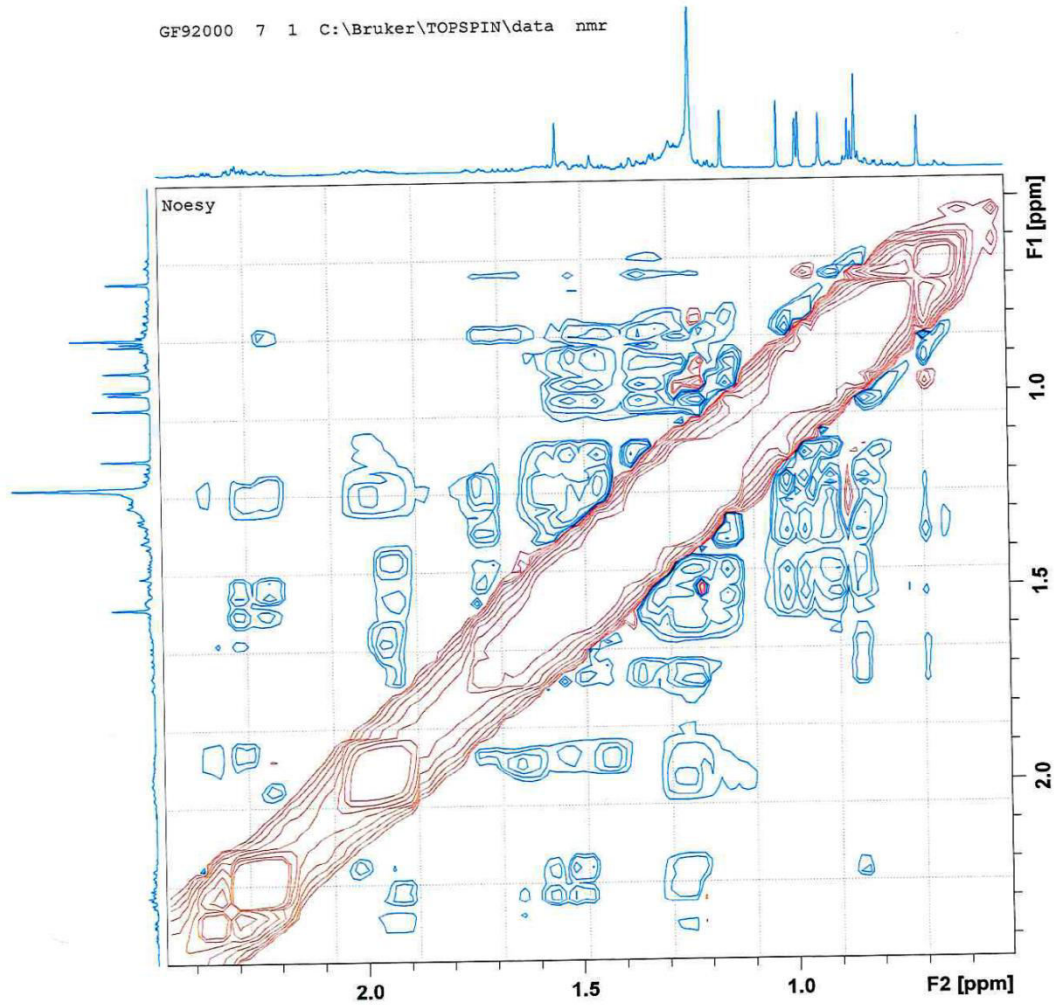 GF92000 7 1 C:\Bruker\TOPSPIN\data nmr
Noesy
F1 [ppm]
1.0
1.5
2.0
2.0 1.5 1.0 F2 [ppm]